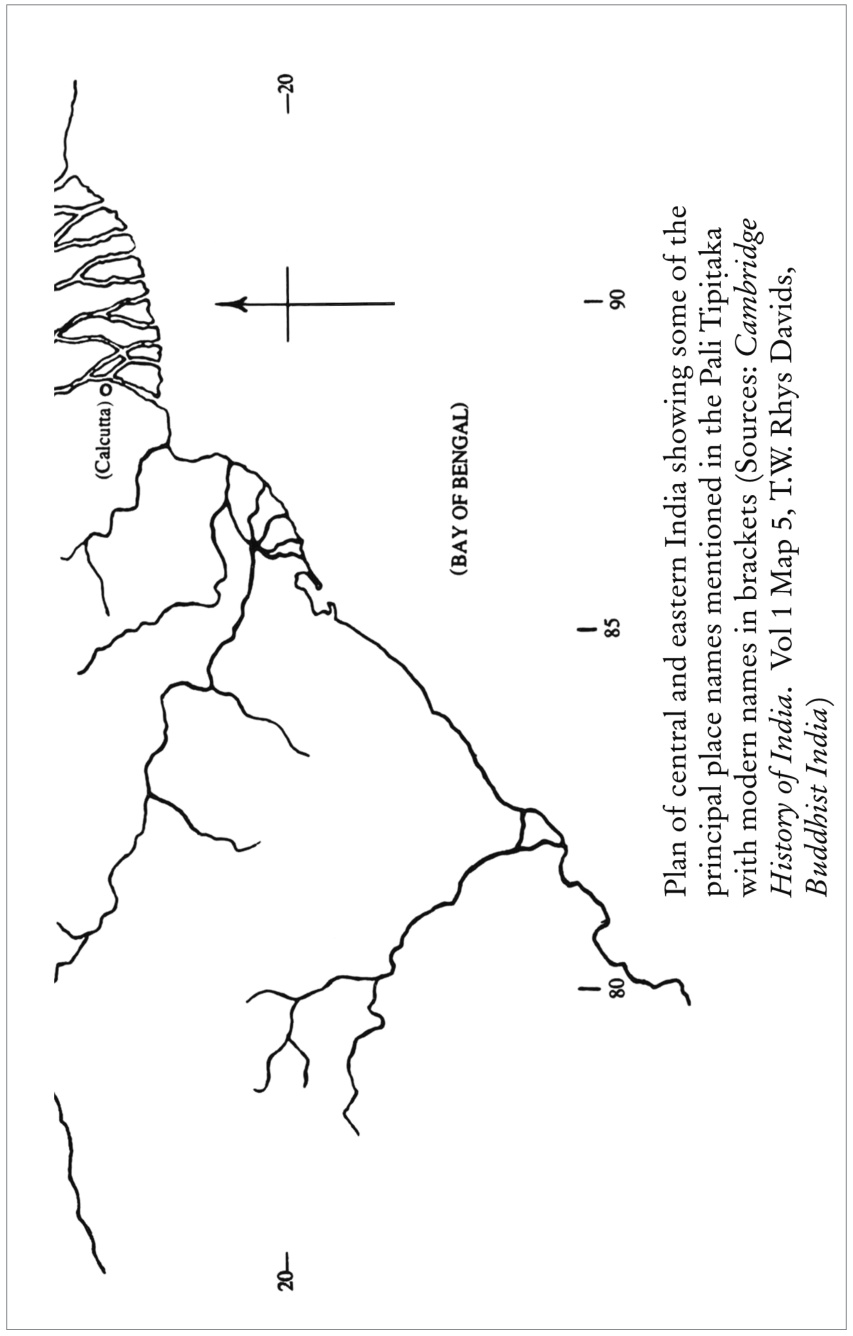 (Calcutta)
20—
—20
(BAY OF BENGAL)
80
85
90
Plan of central and eastern India showing some of the
principal place names mentioned in the Pali Tipiṭaka
with modern names in brackets (Sources: Cambridge
History of India. Vol 1 Map 5, T.W. Rhys Davids,
Buddhist India)